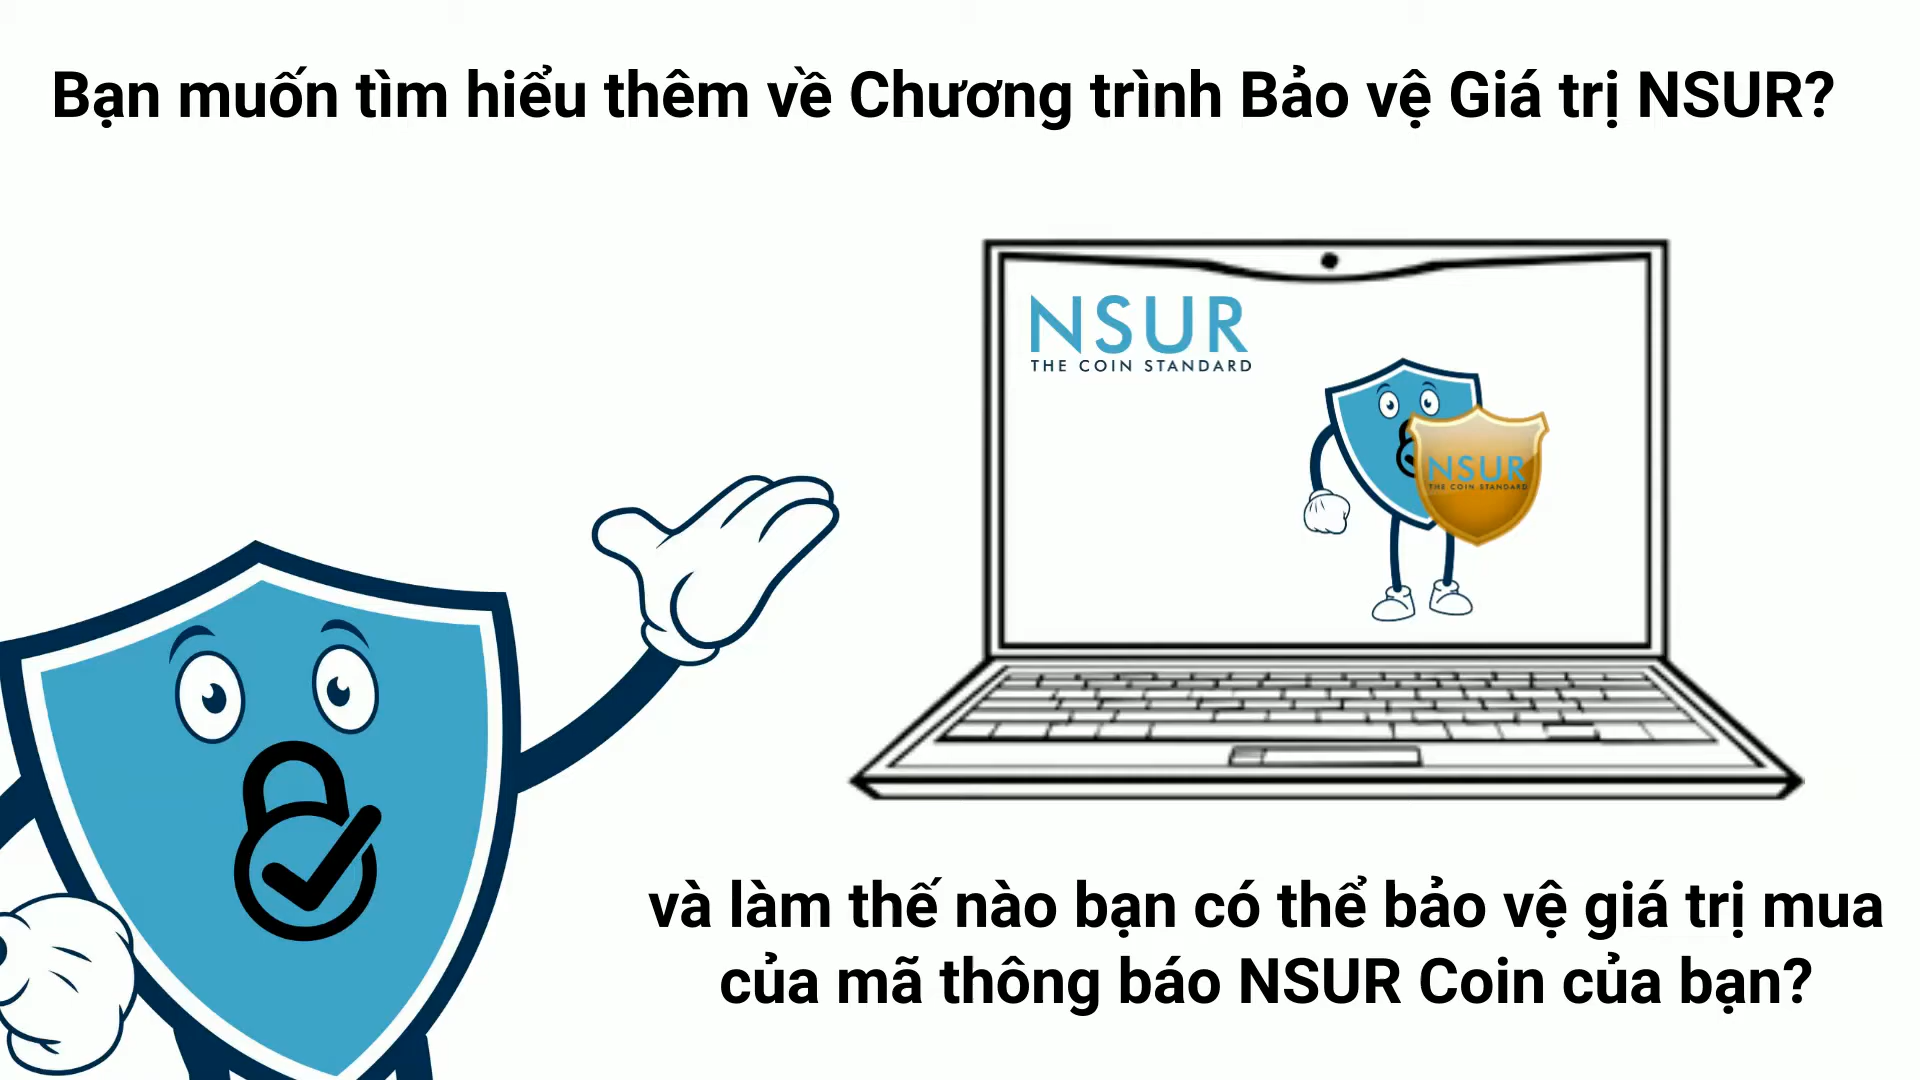 Bạn muốn tìm hiểu thêm về Chương trình Bảo vệ Giá trị NSUR?
NSUR
THE COIN STANDARD
NSUR
THE COIN STANDARD
và làm thế nào bạn có thể bảo vệ giá trị mua
của mã thông báo NSUR Coin của bạn?